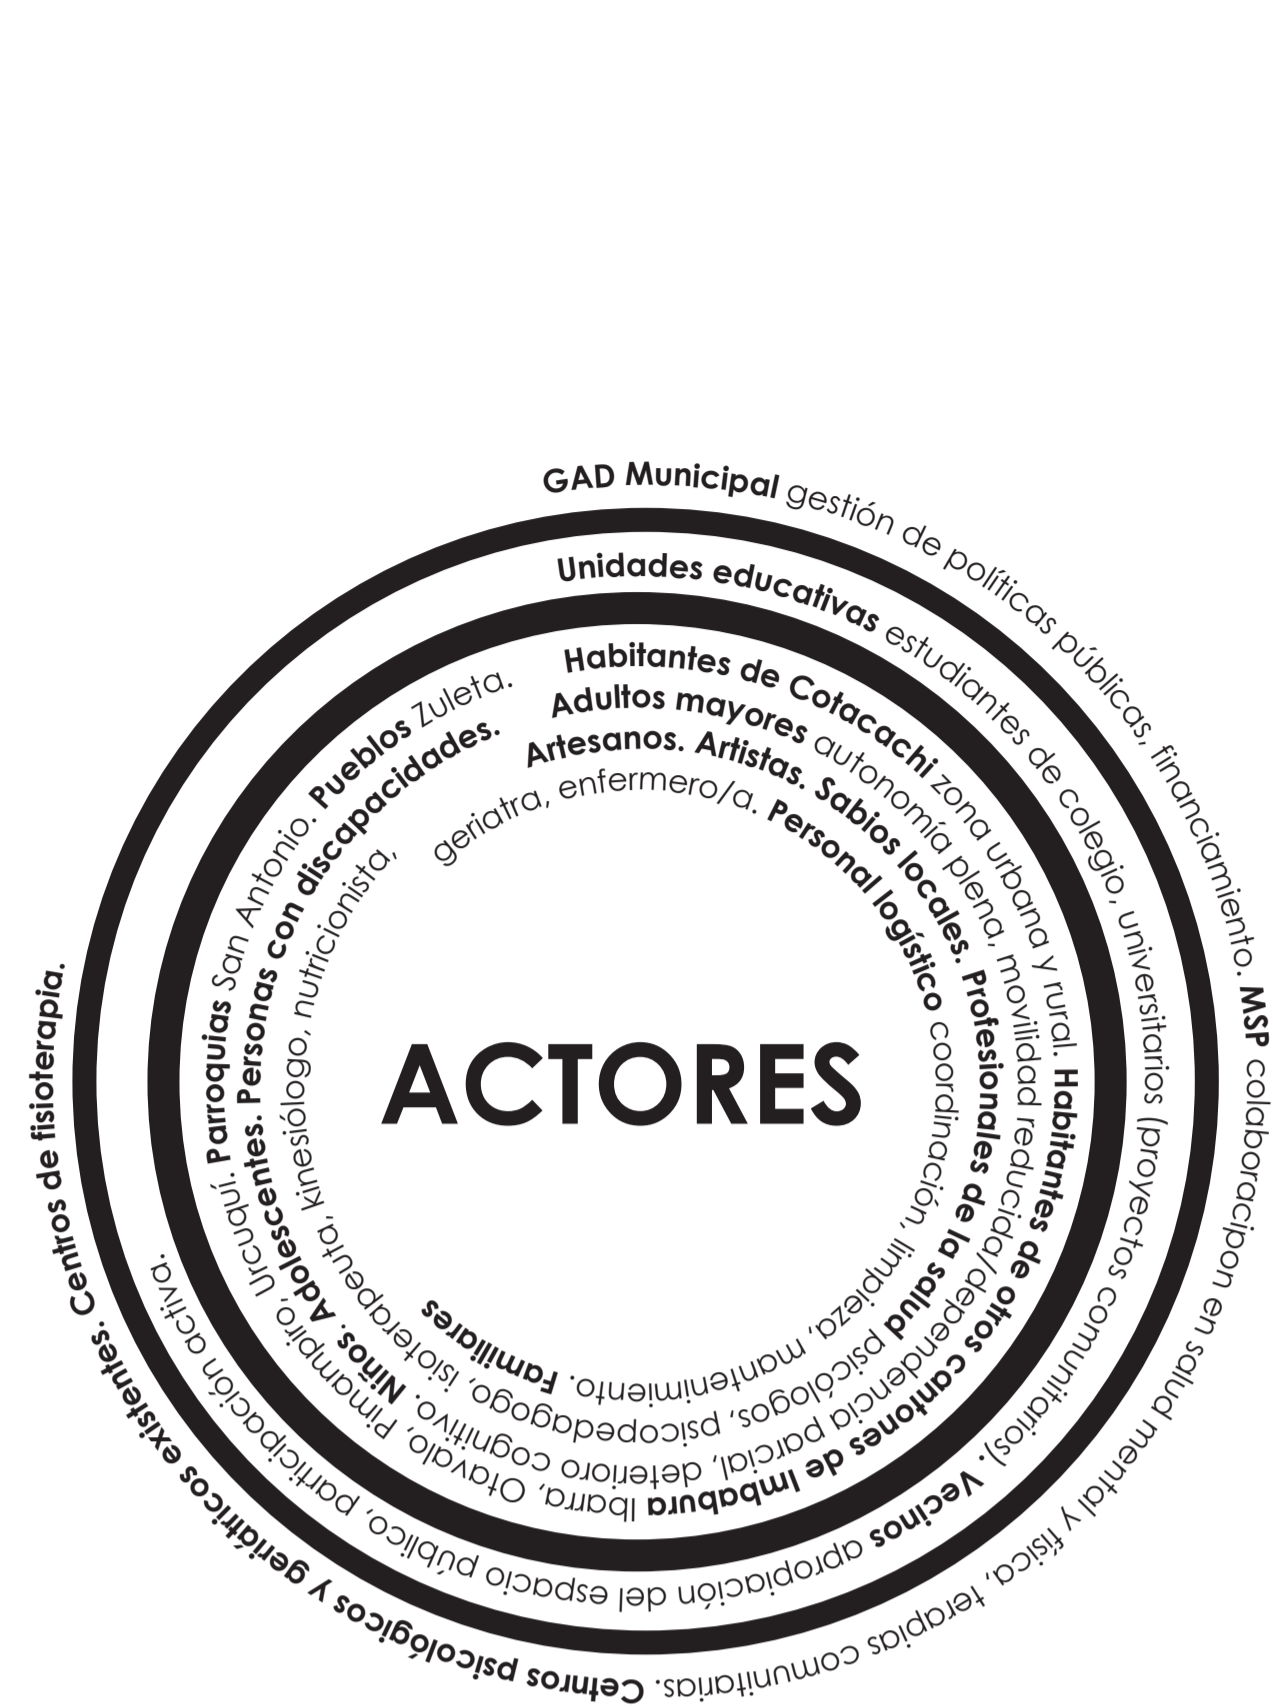 GAD Municipal gestión de políticas públicas, financiamiento. MSP colaboracipon en salud mental y física, terapias comunitarias. Cetnros psicológicos y geriátricos existentes. Centros de fisioterapia.
Unidades educativas estudiantes de colegio, universitarios (proyectos comunitarios). Vecinos apropiación del espacio público, participación activa.
Habitantes de Cotacachi zona urbana y rural. Habitantes de otros cantones de Imbabura Ibarra, Otavalo, Pimampiro, Urcuquí. Parroquias San Antonio. Pueblos Zuleta.
Adultos mayores autonomía plena, movilidad reducida/dependencia parcial, deterioro cognitivo. Niños. Adolescentes. Personas con discapacidades.
Artesanos. Artistas. Sabios locales. Profesionales de la salud psicólogos, psicopedagogo, isioterapeuta, kinesiólogo, nutricionista,
geriatra, enfermero/a. Personal logístico coordinación, limpieza, mantenimiento. Familiares
ACTORES